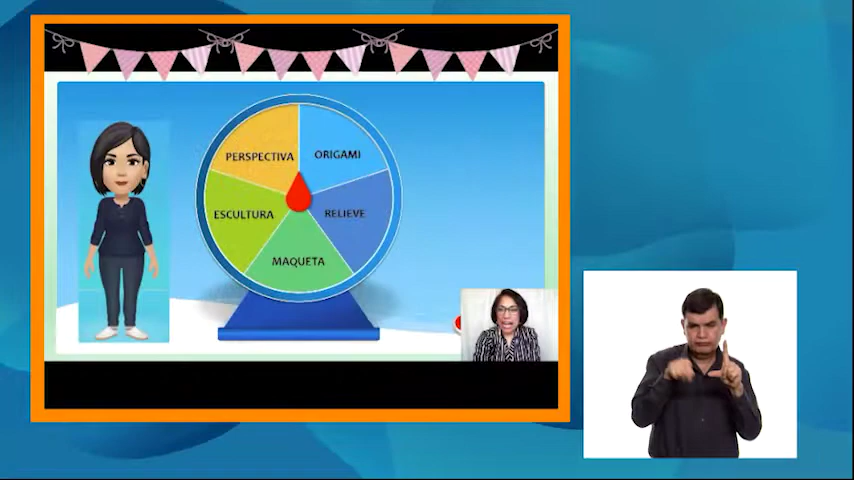 PERSPECTIVA
ORIGAMI
ESCULTURA
RELIEVE
MAQUETA